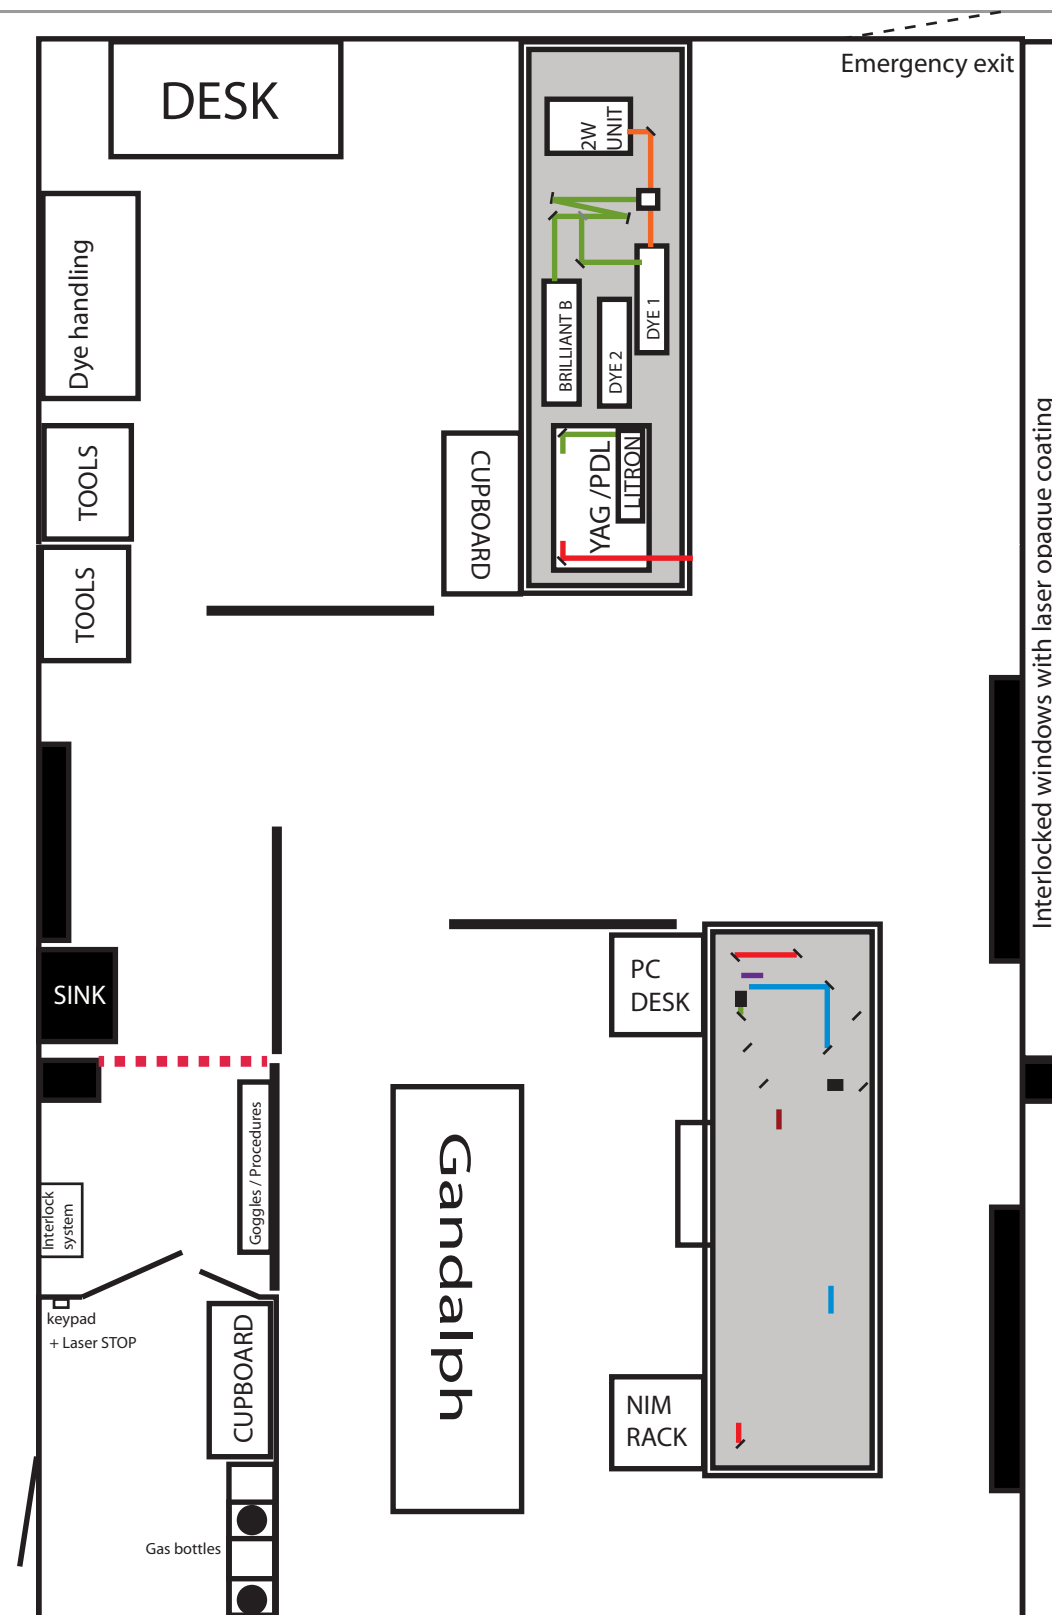 Emergency exit
DESK
2W
UNIT
Dye handling
BRILLIANT B
DYE 2
DYE 1
TOOLS
CUPBOARD
YAG /PDL
LITRON
TOOLS
Interlocked windows with laser opaque coating
SINK
PC
DESK
Goggles / Procedures
Interlock
system
Gandalph
keypad
+ Laser STOP
CUPBOARD
NIM
RACK
Gas bottles